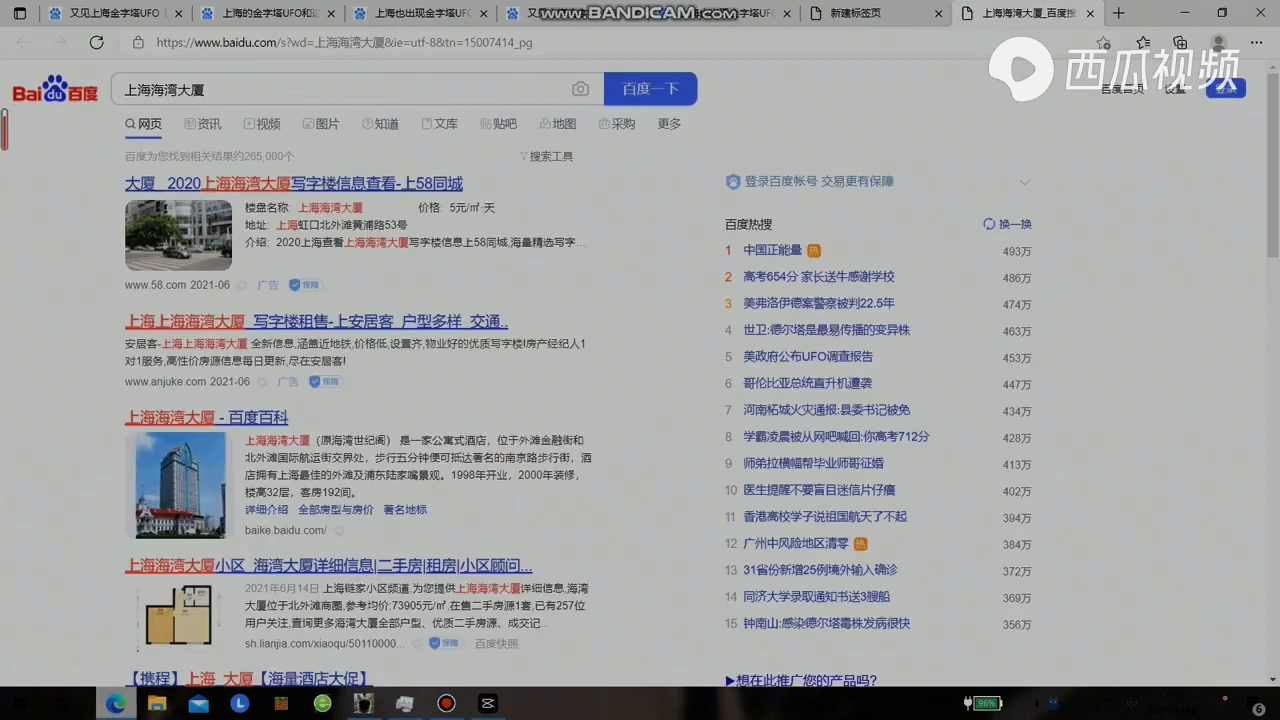 又见上海金字塔UFO
上海的金字塔UFO和
上海也出现金字塔UF
www.BANDICAM.com
新建标签页
上海海湾大厦_百度搜
https://www.baidu.com/s?wd=上海海湾大厦&ie=utf-8&tn=15007414_pg
西瓜视频
Bai du 百度
上海海湾大厦
百度一下
百度首页
设置
网页 资讯 视频 图片 知道 文库 贴吧 地图 采购 更多
百度为您找到相关结果约265,000个
搜索工具
大厦_2020上海海湾大厦写字楼信息查看-上58同城
楼盘名称: 上海海湾大厦 价格: 5元/㎡·天
地址: 上海虹口北外滩黄浦路53号
介绍: 2020上海查看上海海湾大厦写字楼信息上58同城,海量精选写字...
www.58.com 2021-06 广告 保障
上海上海海湾大厦_写字楼租售-上安居客_户型多样_交通..
安居客-上海上海海湾大厦 全新信息,涵盖近地铁,价格低,设置齐,物业好的优质写字楼!房产经纪人1
对1服务,高性价房源信息每日更新,尽在安居客!
www.anjuke.com 2021-06 广告 保障
上海海湾大厦 - 百度百科
上海海湾大厦（原海湾世纪阁） 是一家公寓式酒店，位于外滩金融街和
北外滩国际航运街交界处，步行五分钟便可抵达著名的南京路步行街，酒
店拥有上海最佳的外滩及浦东陆家嘴景观。1998年开业，2000年装修，
楼高32层，客房192间。
详细介绍 全部房型与房价 著名地标
baike.baidu.com/
上海海湾大厦小区_海湾大厦详细信息|二手房|租房|小区顾问...
2021年6月14日 上海链家小区频道,为您提供上海海湾大厦详细信息,海湾
大厦位于北外滩商圈,参考均价:73905元/㎡,在售二手房源1套,已有257位
用户关注,查询更多海湾大厦全部户型、优质二手房源、成交记...
sh.lianjia.com/xiaoqu/50110000... 保障 百度快照
【携程】上海_大厦【海量酒店大促】
登录百度帐号 交易更有保障
百度热搜
换一换
1 中国正能量 热 493万
2 高考654分 家长送牛感谢学校 486万
3 美弗洛伊德案警察被判22.5年 474万
4 世卫:德尔塔是最易传播的变异株 463万
5 美政府公布UFO调查报告 453万
6 哥伦比亚总统直升机遭袭 447万
7 河南柘城火灾通报:县委书记被免 434万
8 学霸凌晨被从网吧喊回:你高考712分 428万
9 师弟拉横幅帮毕业师哥征婚 413万
10 医生提醒不要盲目迷信片仔癀 402万
11 香港高校学子说祖国航天了不起 394万
12 广州中风险地区清零 热 384万
13 31省份新增25例境外输入确诊 372万
14 同济大学录取通知书送3艘船 369万
15 钟南山:感染德尔塔毒株发病很快 356万
▶想在此推广您的产品吗?
96%
6